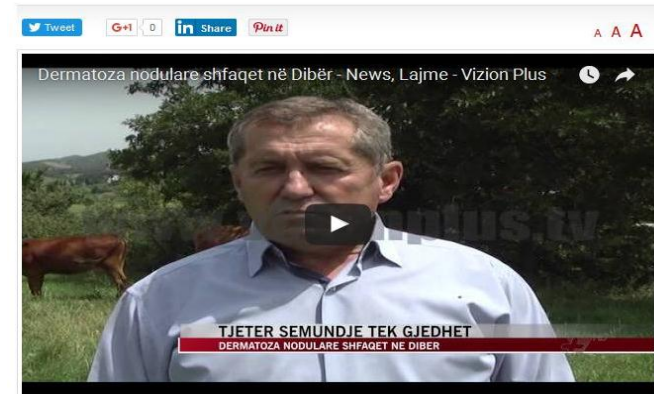 Tweet G+1 0 in Share Pin it A A A
Dermatoza nodulare shfaqet në Dibër - News, Lajme - Vizion Plus
TJETER SEMUNDJE TEK GJEDHET
DERMATOZA NODULARE SHFAQET NE DIBER